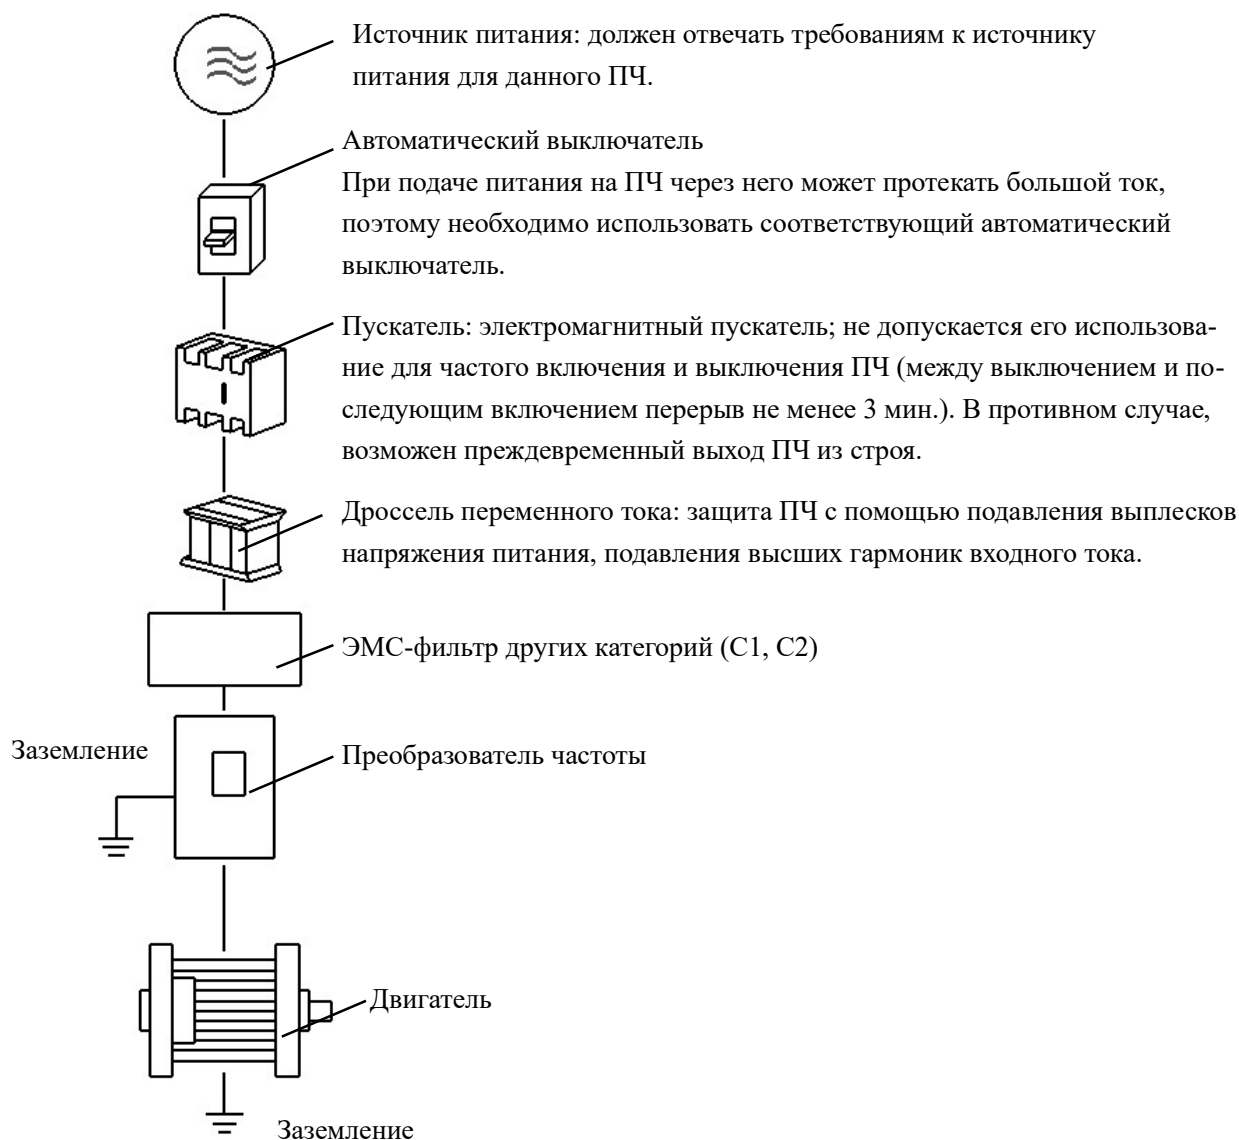 Источник питания: должен отвечать требованиям к источнику
питания для данного ПЧ.
Автоматический выключатель
При подаче питания на ПЧ через него может протекать большой ток,
поэтому необходимо использовать соответствующий автоматический
выключатель.
Пускатель: электромагнитный пускатель; не допускается его использова-
ние для частого включения и выключения ПЧ (между выключением и по-
следующим включением перерыв не менее 3 мин.). В противном случае,
возможен преждевременный выход ПЧ из строя.
Дроссель переменного тока: защита ПЧ с помощью подавления выплесков
напряжения питания, подавления высших гармоник входного тока.
ЭМС-фильтр других категорий (С1, С2)
Заземление
Преобразователь частоты
Двигатель
Заземление